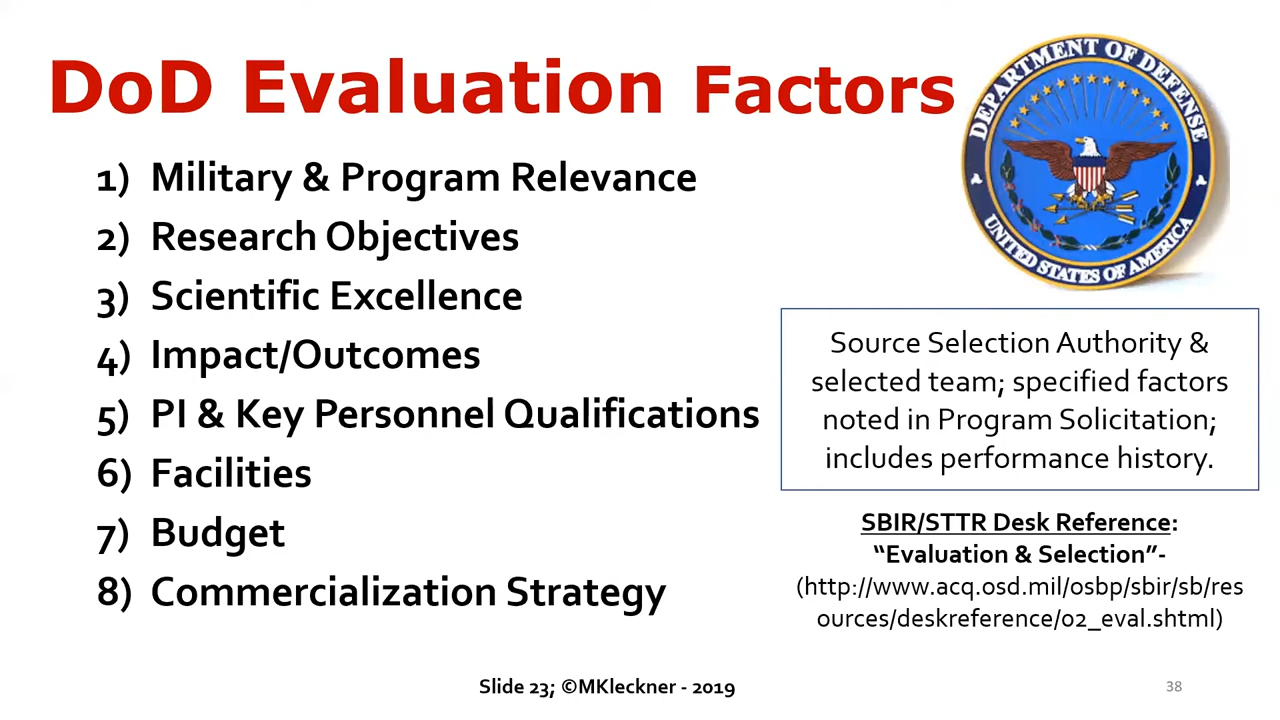 DoD Evaluation Factors
DEPARTMENT OF DEFENSE
UNITED STATES OF AMERICA
1) Military & Program Relevance
2) Research Objectives
3) Scientific Excellence
4) Impact/Outcomes
5) PI & Key Personnel Qualifications
6) Facilities
7) Budget
8) Commercialization Strategy
Source Selection Authority &
selected team; specified factors
noted in Program Solicitation;
includes performance history.
SBIR/STTR Desk Reference:
“Evaluation & Selection”-
(http://www.acq.osd.mil/osbp/sbir/sb/res
ources/deskreference/02_eval.shtml)
Slide 23; ©MKleckner - 2019
38